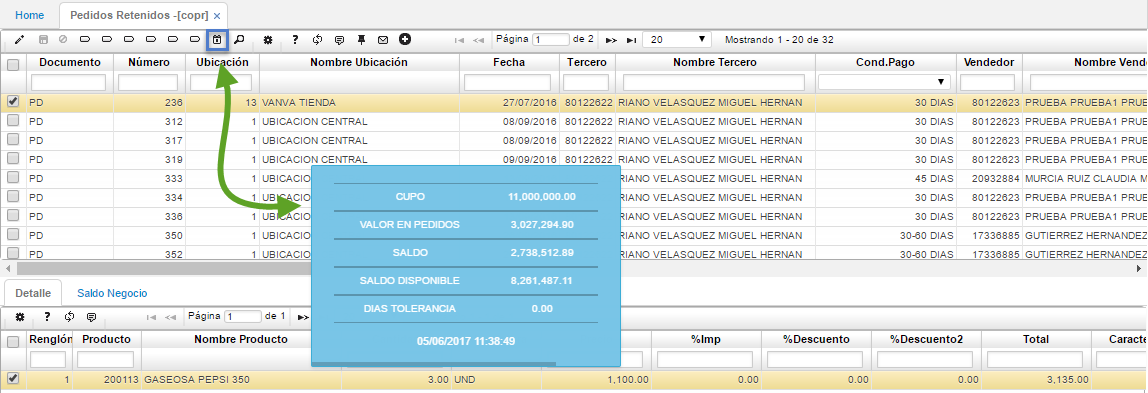 Home Pedidos Retenidos -[copr] ×
? Página 1 de 2 20 Mostrando 1 - 20 de 32
Documento Número Ubicación Nombre Ubicación Fecha Tercero Nombre Tercero Cond.Pago Vendedor Nombre Vend
PD 236 13 VANVA TIENDA 27/07/2016 80122622 RIANO VELASQUEZ MIGUEL HERNAN 30 DIAS 80122623 PRUEBA PRUEBA1 PRU
PD 312 1 UBICACION CENTRAL 08/09/2016 80122622 RIANO VELASQUEZ MIGUEL HERNAN 30 DIAS 80122623 PRUEBA PRUEBA1 PRU
PD 317 1 UBICACION CENTRAL 08/09/2016 80122622 RIANO VELASQUEZ MIGUEL HERNAN 30 DIAS 80122623 PRUEBA PRUEBA1 PRU
PD 319 1 UBICACION CENTRAL 09/09/2016 80122622 RIANO VELASQUEZ MIGUEL HERNAN 30 DIAS 80122623 PRUEBA PRUEBA1 PRU
PD 333 1 UBICACIO RIANO VELASQUEZ MIGUEL HERNAN 45 DIAS 20932884 MURCIA RUIZ CLAUDIA M
PD 334 1 UBICACIO RIANO VELASQUEZ MIGUEL HERNAN 30 DIAS 80122623 PRUEBA PRUEBA1 PRU
PD 336 1 UBICACIO RIANO VELASQUEZ MIGUEL HERNAN 30 DIAS 80122623 PRUEBA PRUEBA1 PRU
PD 350 1 UBICACIO RIANO VELASQUEZ MIGUEL HERNAN 30-60 DIAS 17336885 GUTIERREZ HERNANDEZ
PD 352 1 UBICACIO RIANO VELASQUEZ MIGUEL HERNAN 30-60 DIAS 17336885 GUTIERREZ HERNANDEZ
CUPO 11,000,000.00
VALOR EN PEDIDOS 3,027,294.90
SALDO 2,738,512.89
SALDO DISPONIBLE 8,261,487.11
DIAS TOLERANCIA 0.00
05/06/2017 11:38:49
Detalle Saldo Negocio
? Página 1 de 1
Renglón Producto Nombre Producto %Imp %Descuento %Descuento2 Total Caracte
1 200113 GASEOSA PEPSI 350 3.00 UND 1,100.00 0.00 0.00 0.00 3,135.00